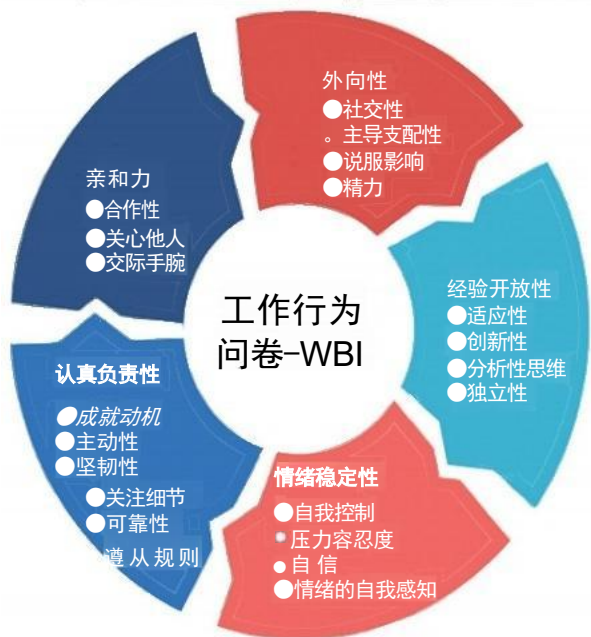 外向性
●社交性
。主导支配性
●说服影响
●精力
经验开放性
●适应性
●创新性
●分析性思维
●独立性
情绪稳定性
●自我控制
●压力容忍度
●自 信
●情绪的自我感知
认真负责性
●成就动机
●主动性
●坚韧性
●关注细节
●可靠性
遵从规则
亲和力
●合作性
●关心他人
●交际手腕
工作行为
问卷-WBI